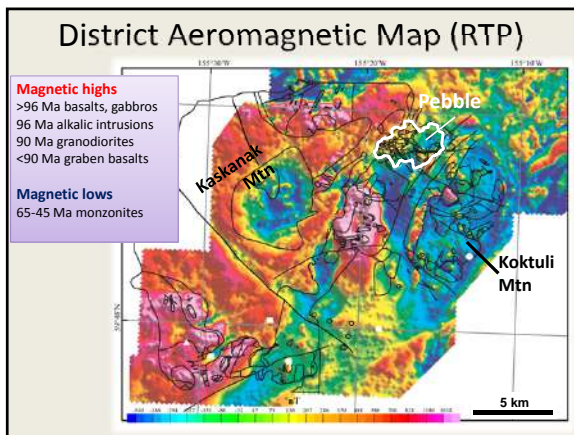 District Aeromagnetic Map (RTP)
Magnetic highs
>96 Ma basalts, gabbros
96 Ma alkalic intrusions
90 Ma granodiorites
<90 Ma graben basalts
Magnetic lows
65-45 Ma monzonites
Pebble
Kaskanak
Mtn
Koktuli
Mtn
nT
5 km